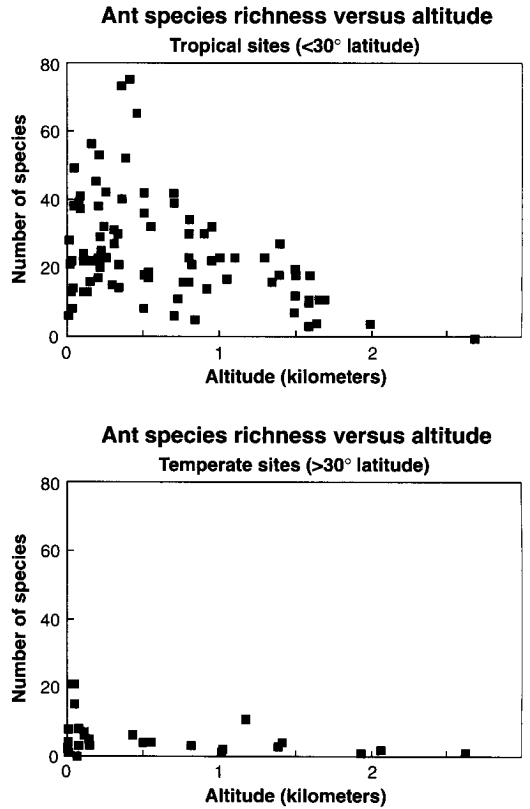 Ant species richness versus altitude
Tropical sites (<30° latitude)
80
60
40
20
0
Number of species
0
1
2
Altitude (kilometers)
Ant species richness versus altitude
Temperate sites (>30° latitude)
80
60
40
20
0
Number of species
0
1
2
Altitude (kilometers)